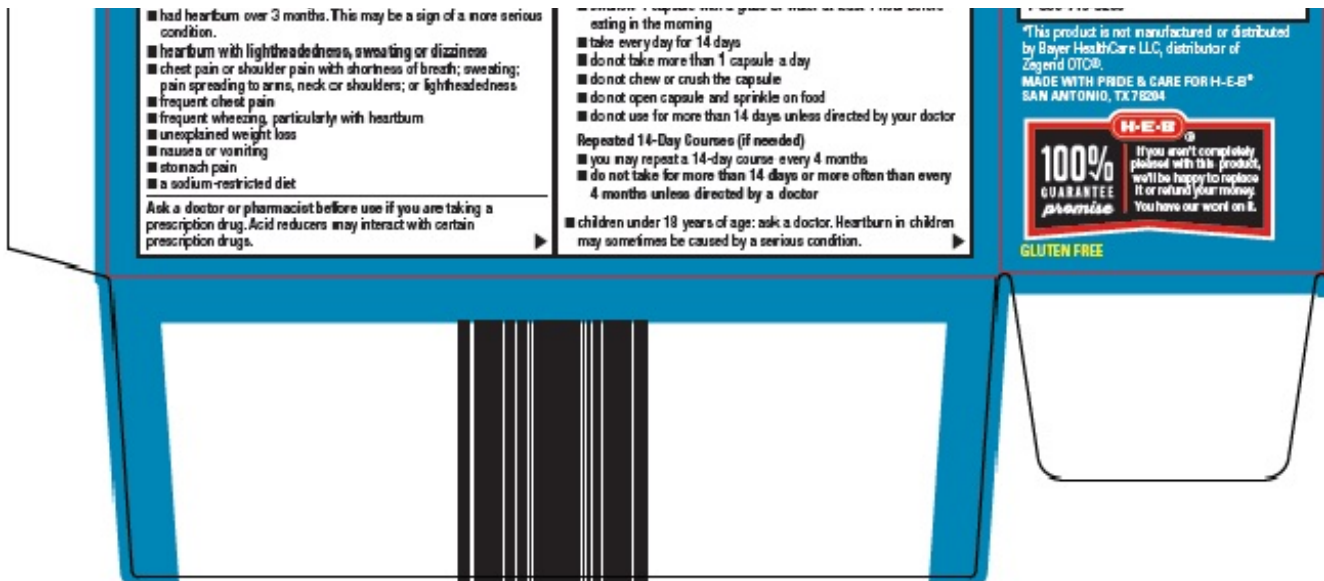 ■ had heartburn over 3 months. This may be a sign of a more serious
condition.
■ heartburn with lightheadedness, sweating or dizziness
■ chest pain or shoulder pain with shortness of breath; sweating;
pain spreading to arms, neck or shoulders; or lightheadedness
■ frequent chest pain
■ frequent wheezing, particularly with heartburn
■ unexplained weight loss
■ nausea or vomiting
■ stomach pain
■ a sodium-restricted diet
Ask a doctor or pharmacist before use if you are taking a
prescription drug. Acid reducers may interact with certain
prescription drugs.
eating in the morning
■ take every day for 14 days
■ do not take more than 1 capsule a day
■ do not chew or crush the capsule
■ do not open capsule and sprinkle on food
■ do not use for more than 14 days unless directed by your doctor
Repeated 14-Day Courses (if needed)
■ you may repeat a 14-day course every 4 months
■ do not take for more than 14 days or more often than every
4 months unless directed by a doctor
■ children under 18 years of age: ask a doctor. Heartburn in children
may sometimes be caused by a serious condition.
*This product is not manufactured or distributed
by Bayer HealthCare LLC, distributor of
Zegerid OTC®.
MADE WITH PRIDE & CARE FOR H-E-B®
SAN ANTONIO, TX 78204
H-E-B
100%
GUARANTEE
promise
If you aren't completely
pleased with this product,
we'll be happy to replace
it or refund your money.
You have our word on it.
GLUTEN FREE